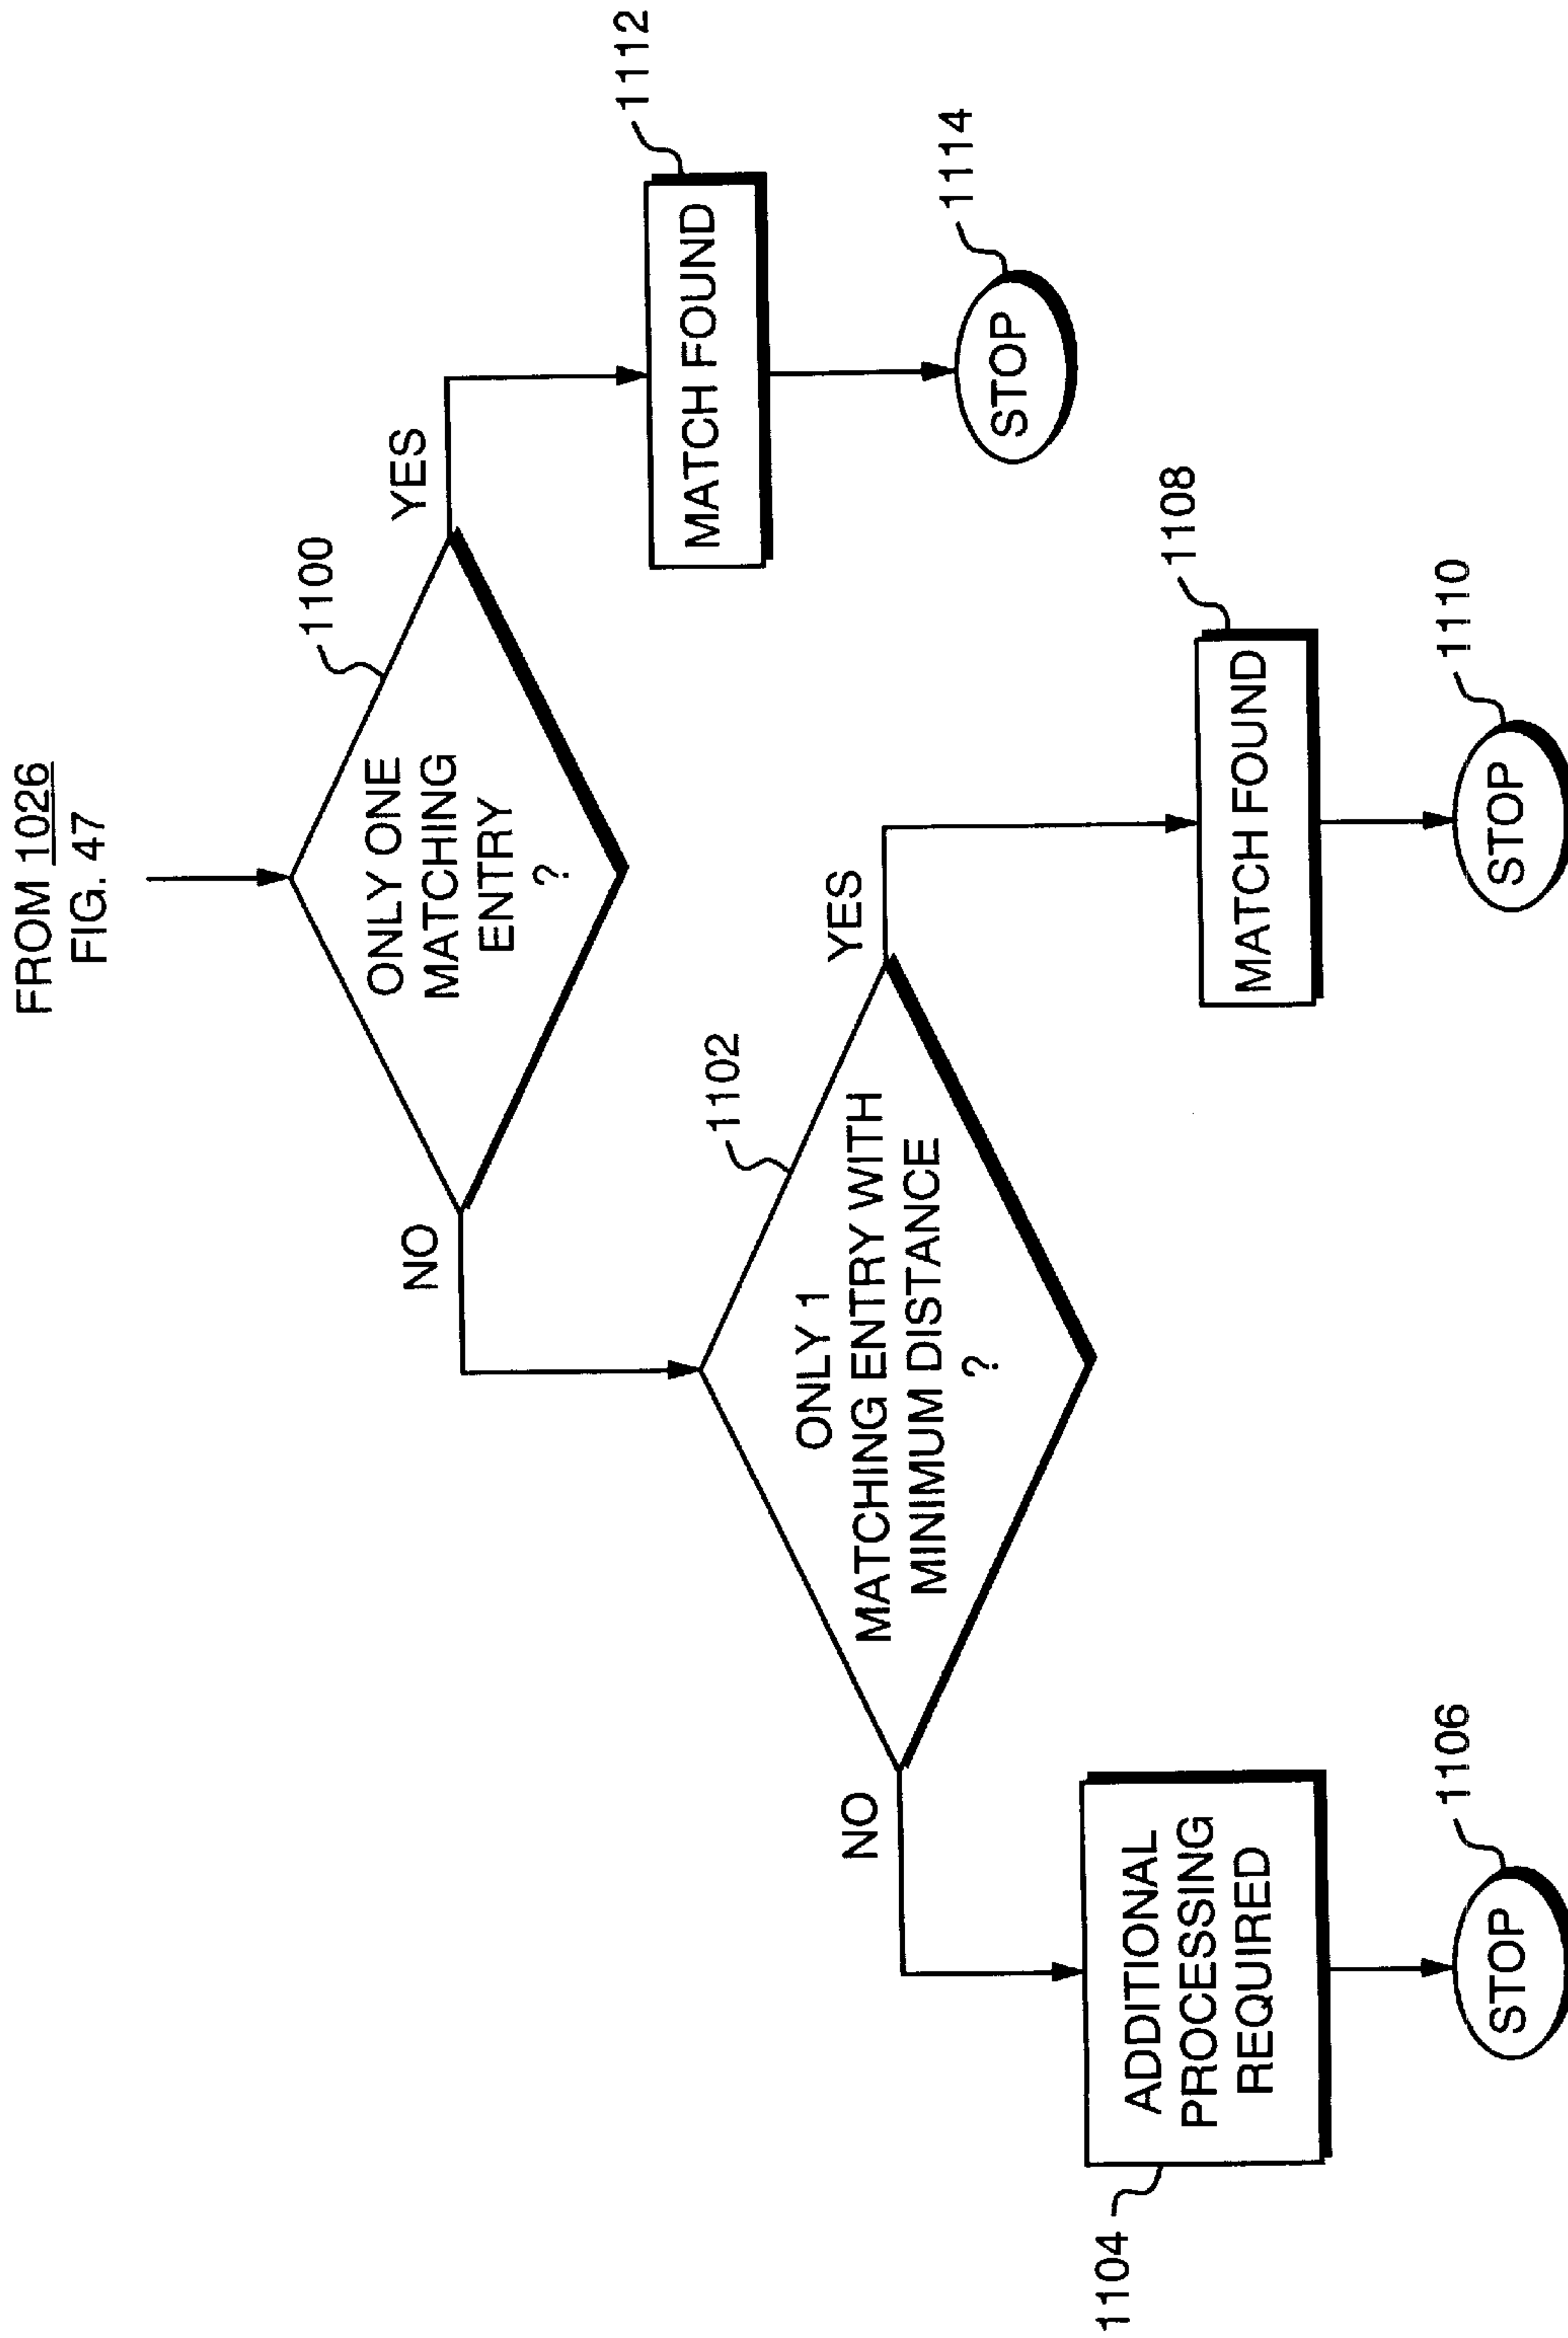 FROM 1026
FIG. 47
1100
ONLY ONE
MATCHING
ENTRY
?
YES
NO
1112
MATCH FOUND
1114
STOP
1102
ONLY 1
MATCHING ENTRY WITH
MINIMUM DISTANCE
?
YES
NO
1108
MATCH FOUND
1110
STOP
1104
ADDITIONAL
PROCESSING
REQUIRED
1106
STOP